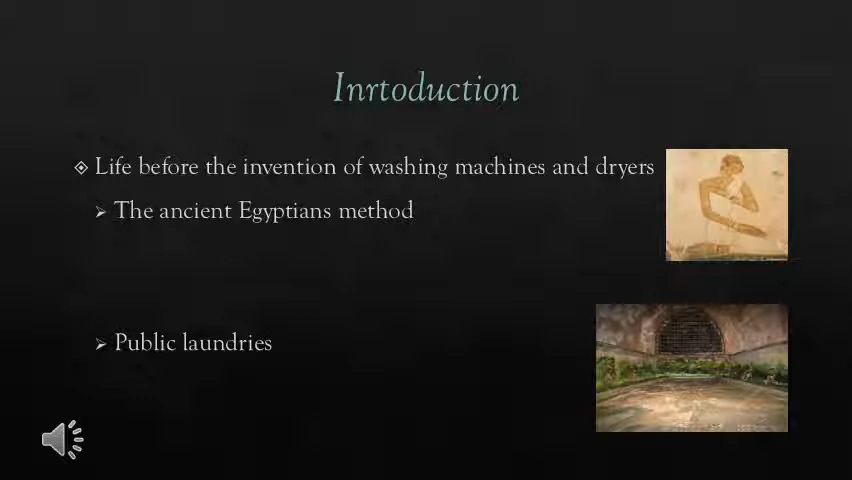 Inrtoduction
Life before the invention of washing machines and dryers
The ancient Egyptians method
Public laundries